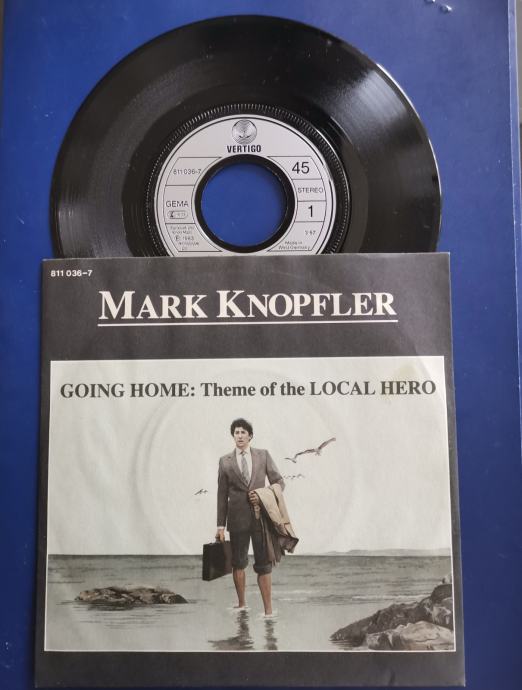 VERTIGO
811 036-7
45
STEREO
GEMA
1
Made in
West Germany
811 036-7
MARK KNOPFLER
GOING HOME: Theme of the LOCAL HERO